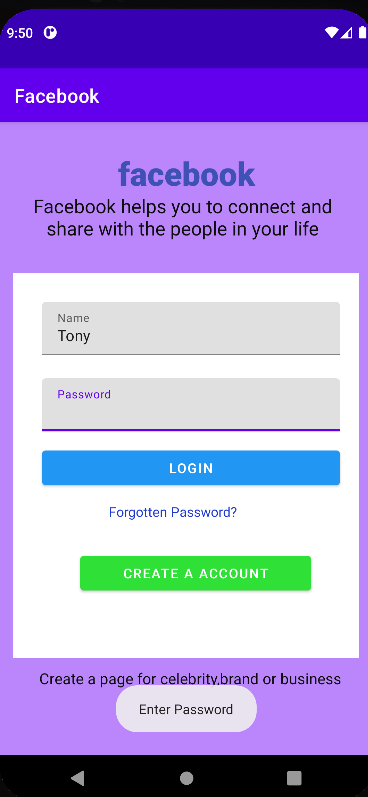 9:50
Facebook
facebook
Facebook helps you to connect and
share with the people in your life
Name
Tony
Password
LOGIN
Forgotten Password?
CREATE A ACCOUNT
Create a page for celebrity,brand or business
Enter Password